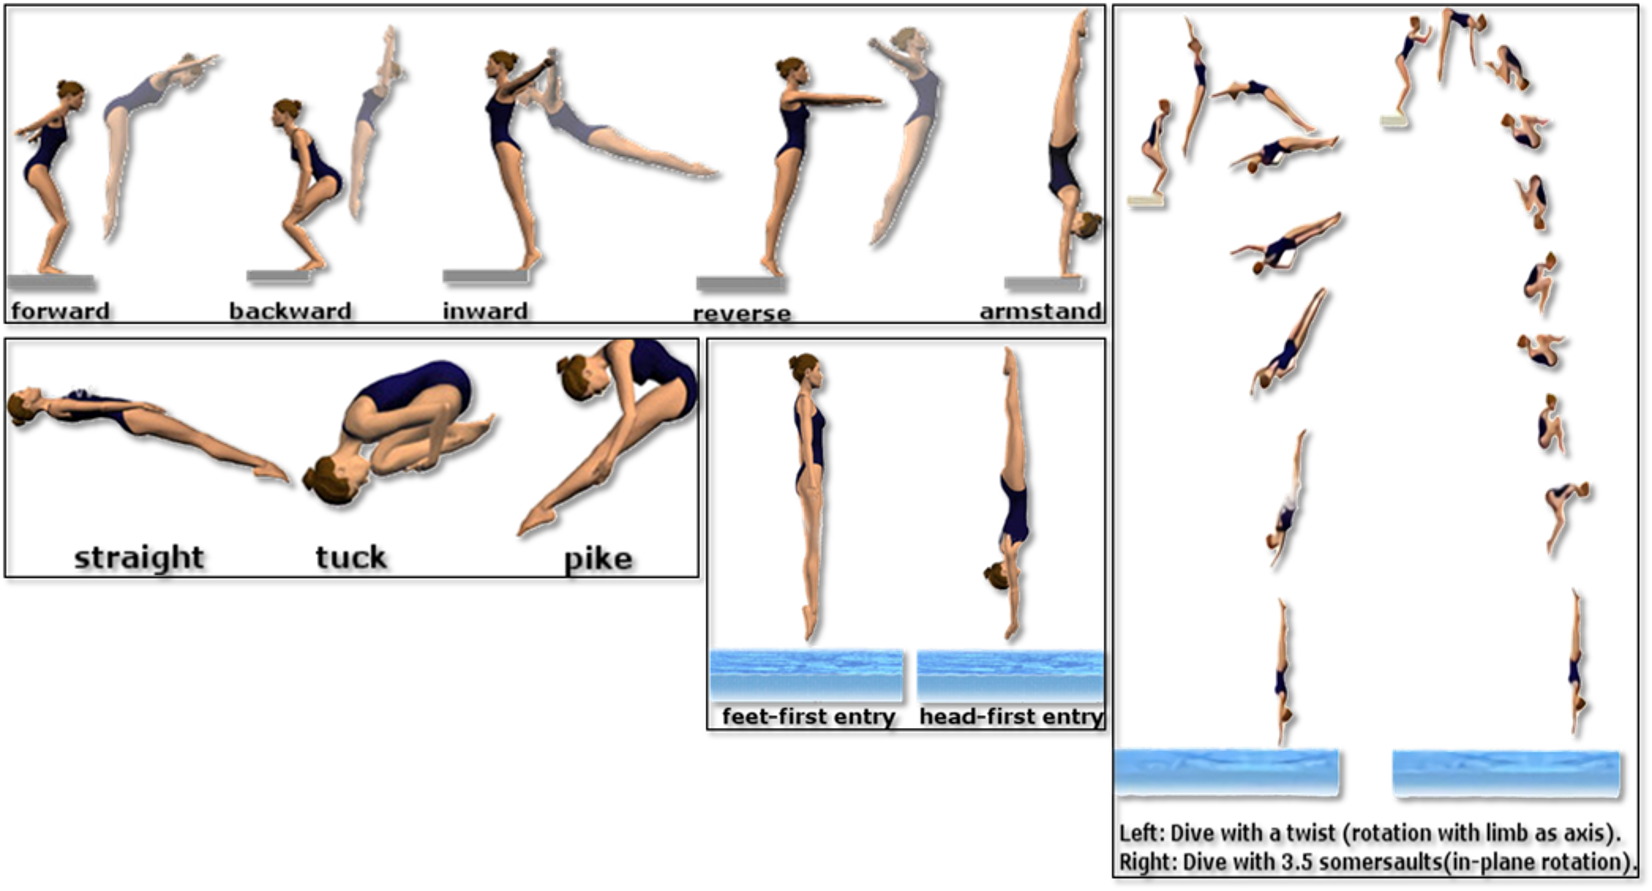 forward
backward
inward
reverse
armstand
straight
tuck
pike
feet-first entry
head-first entry
Left: Dive with a twist (rotation with limb as axis).
Right: Dive with 3.5 somersaults(in-plane rotation).